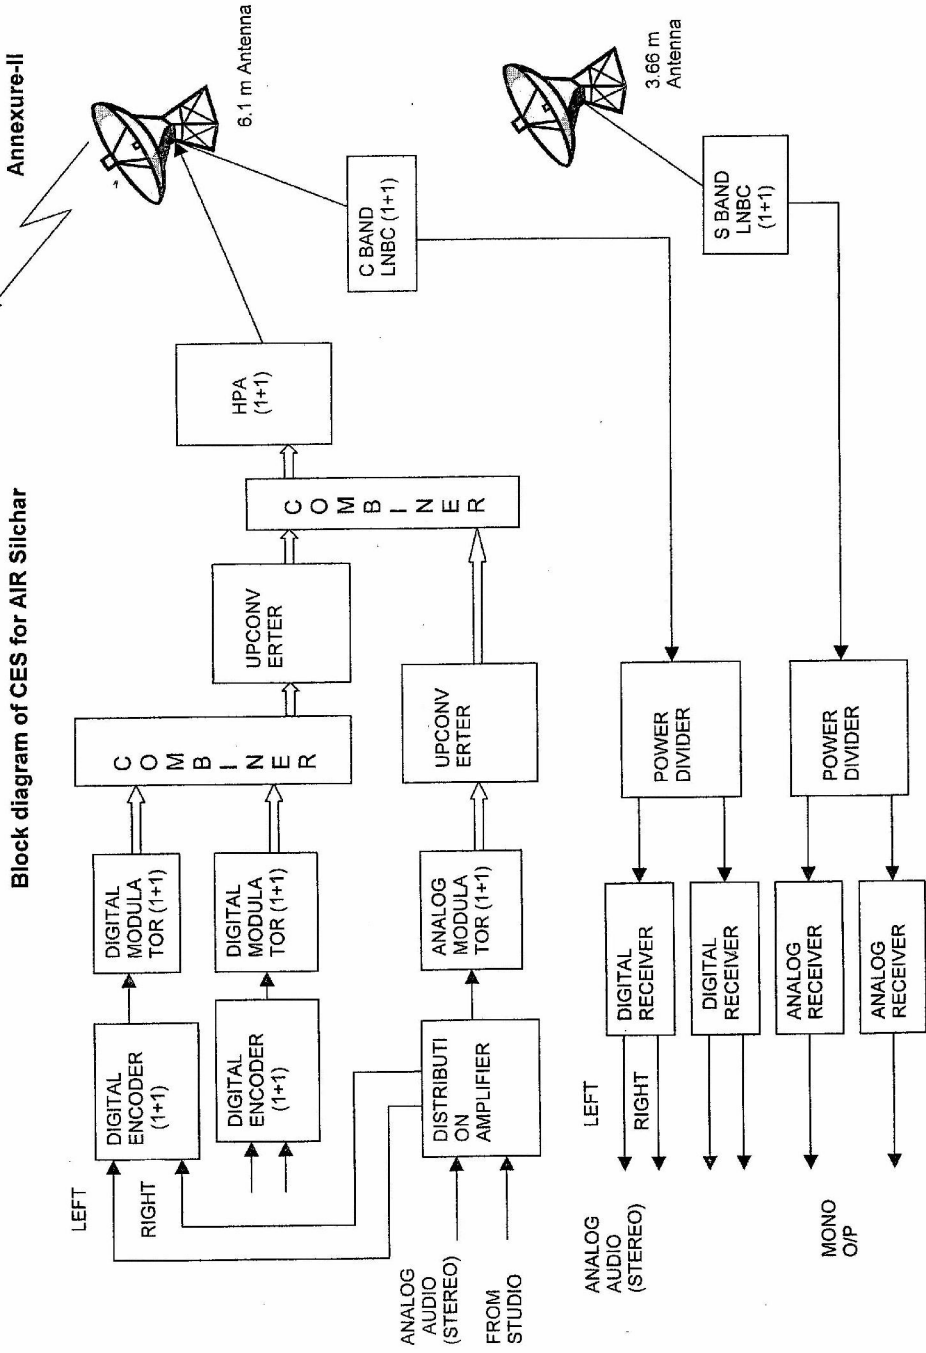 Annexure-II
Block diagram of CES for AIR Silchar
6.1 m Antenna
3.66 m
Antenna
LEFT
RIGHT
DIGITAL
ENCODER
(1+1)
DIGITAL
MODULA
TOR (1+1)
DIGITAL
ENCODER
(1+1)
DIGITAL
MODULA
TOR (1+1)
C O M B I N E R
UPCONV
ERTER
C O M B I N E R
HPA
(1+1)
C BAND
LNBC (1+1)
S BAND
LNBC
(1+1)
ANALOG
AUDIO
(STEREO)
FROM
STUDIO
DISTRIBUTI
ON
AMPLIFIER
ANALOG
MODULA
TOR (1+1)
UPCONV
ERTER
ANALOG
AUDIO
(STEREO)
LEFT
RIGHT
DIGITAL
RECEIVER
DIGITAL
RECEIVER
POWER
DIVIDER
MONO
O/P
ANALOG
RECEIVER
ANALOG
RECEIVER
POWER
DIVIDER